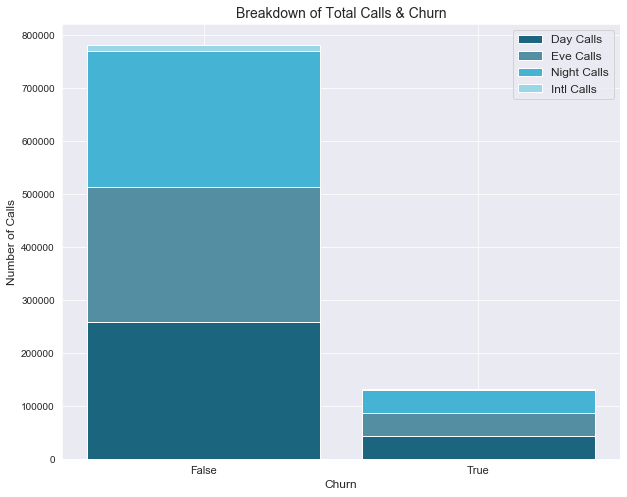 Breakdown of Total Calls & Churn
Day Calls
Eve Calls
Night Calls
Intl Calls
Number of Calls
800000
700000
600000
500000
400000
300000
200000
100000
0
False
True
Churn